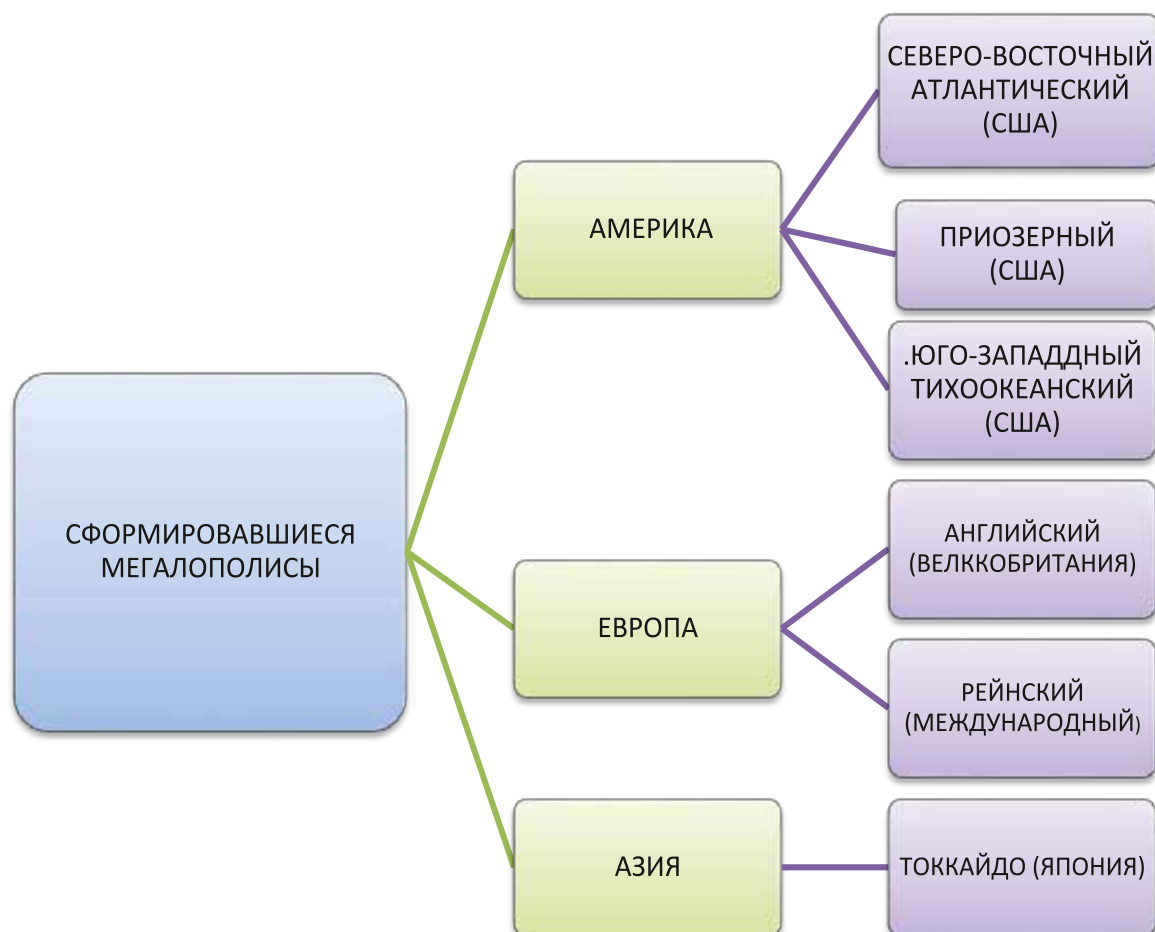 СФОРМИРОВАВШИЕСЯ
МЕГАЛОПОЛИСЫ
АМЕРИКА
СЕВЕРО-ВОСТОЧНЫЙ
АТЛАНТИЧЕСКИЙ
(США)
ПРИОЗЕРНЫЙ
(США)
.ЮГО-ЗАПАДДНЫЙ
ТИХООКЕАНСКИЙ
(США)
ЕВРОПА
АНГЛИЙСКИЙ
(ВЕЛККОБРИТАНИЯ)
РЕЙНСКИЙ
(МЕЖДУНАРОДНЫЙ)
АЗИЯ
ТОККАЙДО (ЯПОНИЯ)